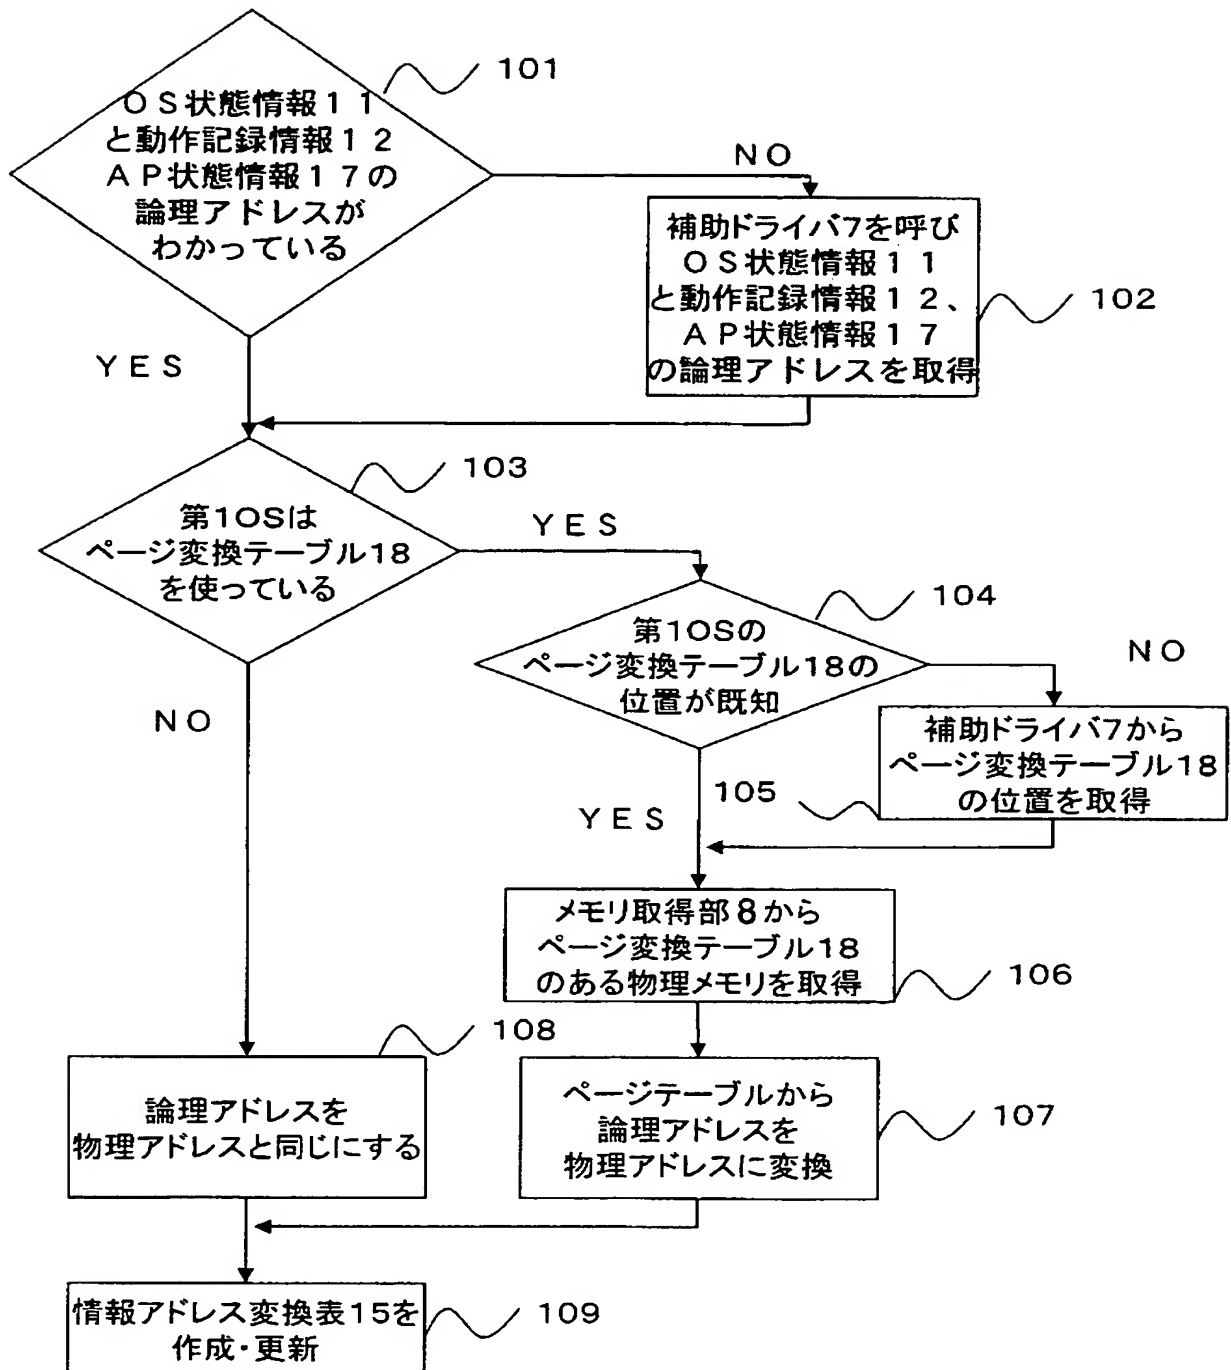 101
ＯＳ状態情報１１
と動作記録情報１２
ＡＰ状態情報１７の
論理アドレスが
わかっている
NO
補助ドライバ7を呼び
ＯＳ状態情報１１
と動作記録情報１２、
ＡＰ状態情報１７
の論理アドレスを取得
102
YES
103
第1OSは
ページ変換テーブル18
を使っている
YES
104
第1OSの
ページ変換テーブル18の
位置が既知
NO
NO
補助ドライバ7から
ページ変換テーブル18
の位置を取得
105
YES
メモリ取得部８から
ページ変換テーブル18
のある物理メモリを取得
106
108
論理アドレスを
物理アドレスと同じにする
ページテーブルから
論理アドレスを
物理アドレスに変換
107
情報アドレス変換表15を
作成・更新
109